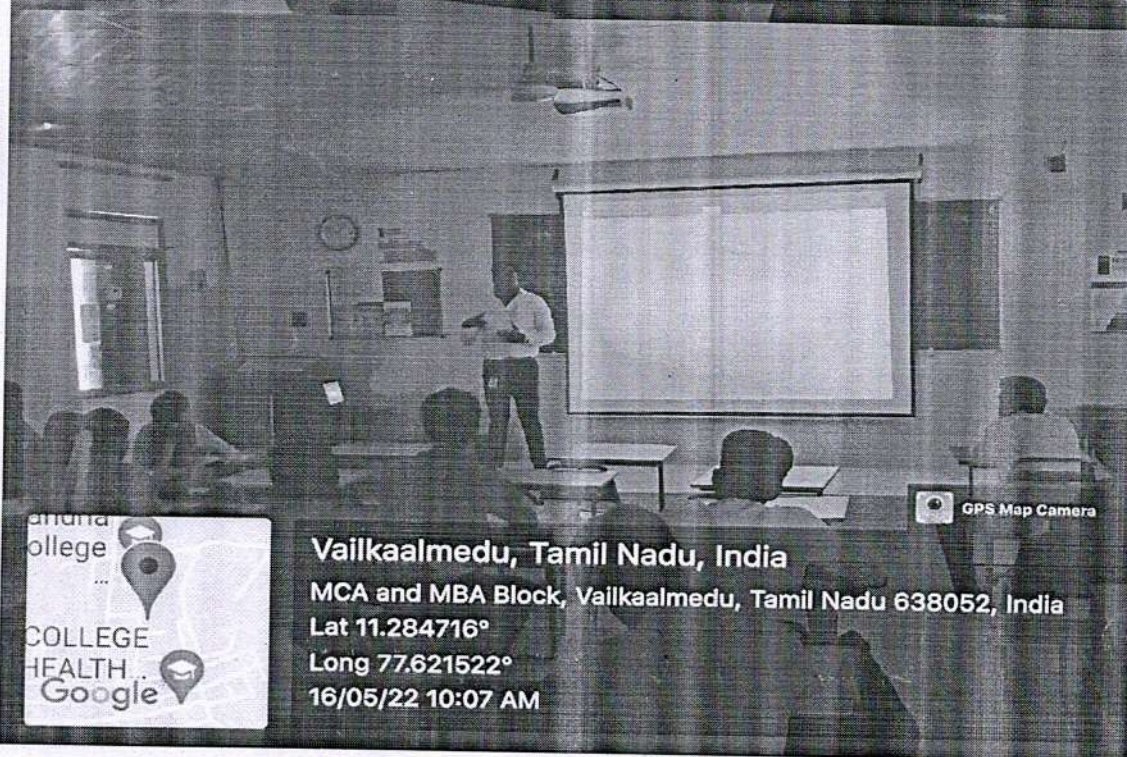 GPS Map Camera
ollege
...
COLLEGE
HEALTH..
Google
Vailkaalmedu, Tamil Nadu, India
MCA and MBA Block, Vailkaalmedu, Tamil Nadu 638052, India
Lat 11.284716°
Long 77.621522°
16/05/22 10:07 AM